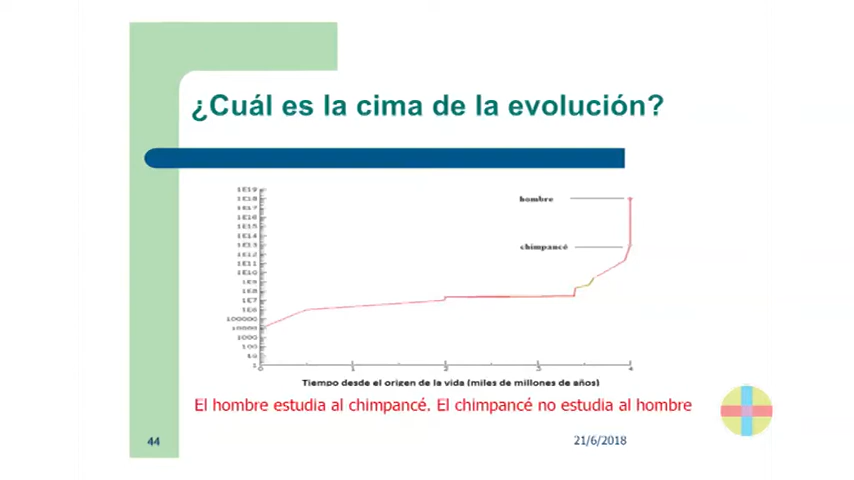 ¿Cuál es la cima de la evolución?
1E19
1E18
1E17
1E16
1E15
1E14
1E13
1E12
1E11
1E10
1E9
1E8
1E7
1E6
100000
10000
1000
100
10
1
hombre
chimpancé
0 1 2 3 4
Tiempo desde el origen de la vida (miles de millones de años)
El hombre estudia al chimpancé. El chimpancé no estudia al hombre
44
21/6/2018